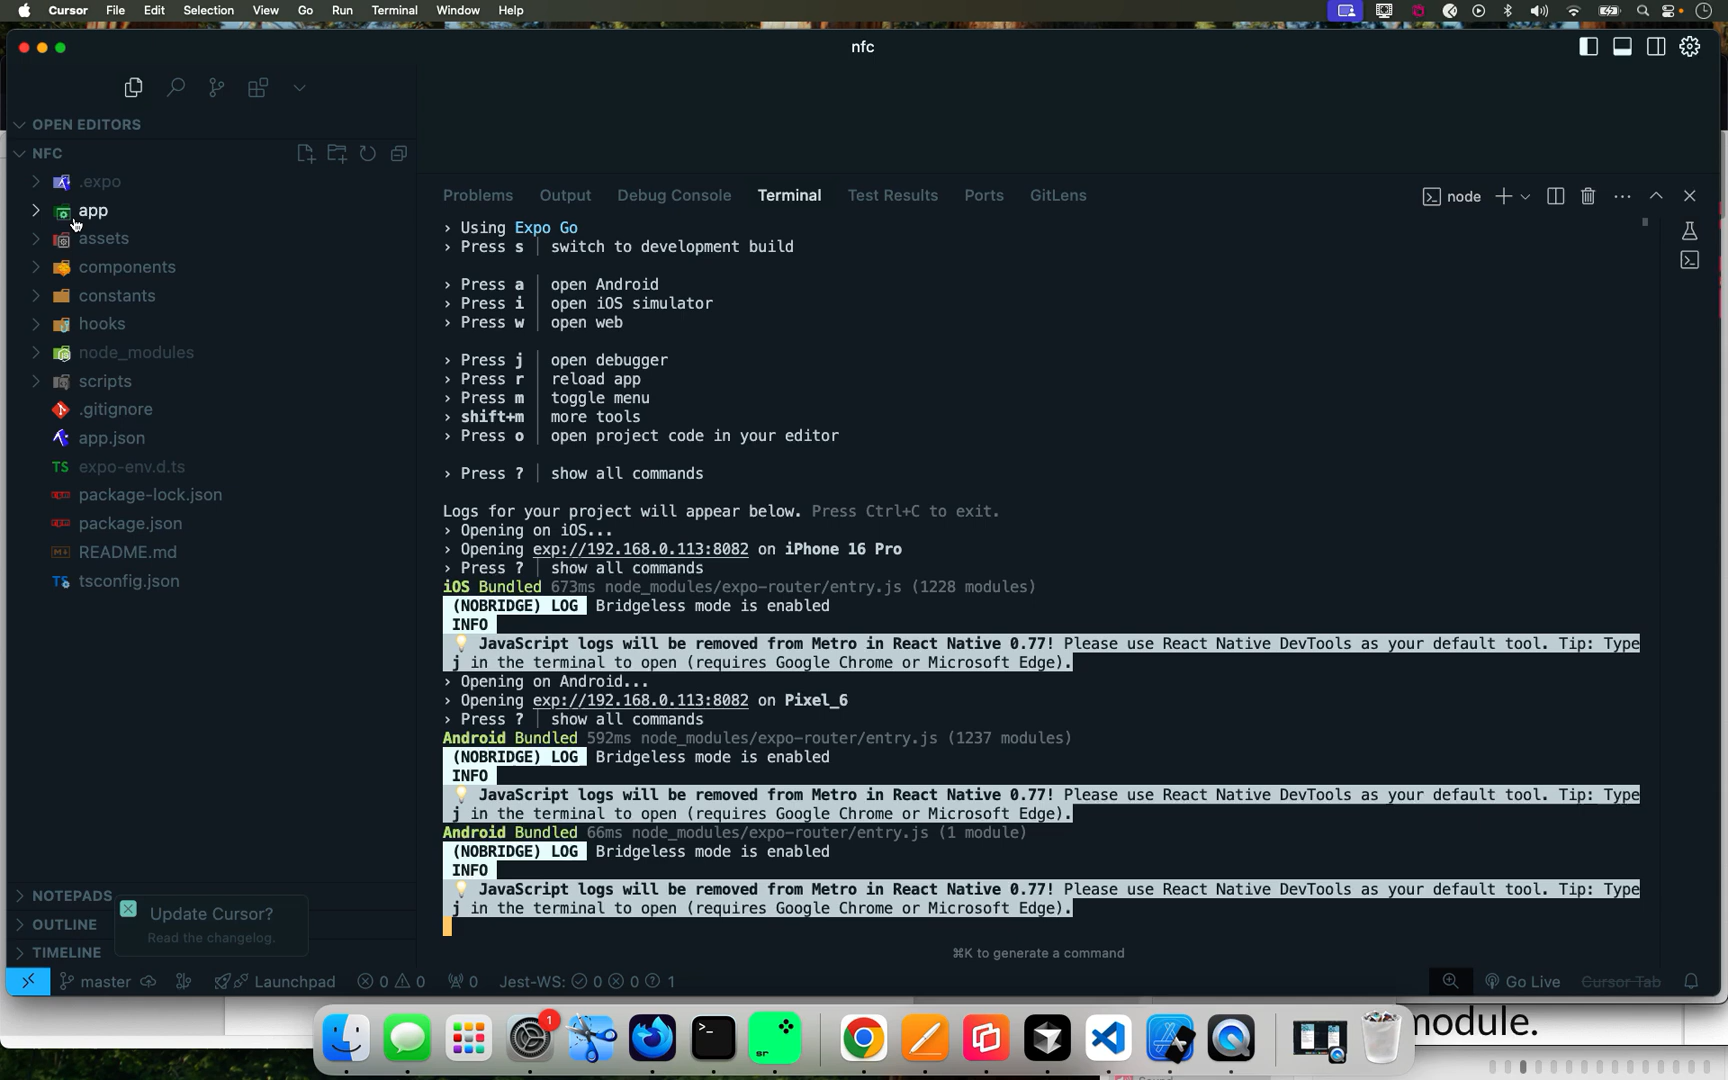 Cursor File Edit Selection View Go Run Terminal Window Help
nfc
OPEN EDITORS
NFC
.expo
app
assets
components
constants
hooks
node_modules
scripts
.gitignore
app.json
TS expo-env.d.ts
package-lock.json
package.json
README.md
TS tsconfig.json
NOTEPADS
OUTLINE
TIMELINE
Update Cursor?
Read the changelog.
Problems Output Debug Console Terminal Test Results Ports GitLens
node
› Using Expo Go
› Press s │ switch to development build
› Press a │ open Android
› Press i │ open iOS simulator
› Press w │ open web
› Press j │ open debugger
› Press r │ reload app
› Press m │ toggle menu
› shift+m │ more tools
› Press o │ open project code in your editor
› Press ? │ show all commands
Logs for your project will appear below. Press Ctrl+C to exit.
› Opening on iOS...
› Opening exp://192.168.0.113:8082 on iPhone 16 Pro
› Press ? │ show all commands
iOS Bundled 673ms node_modules/expo-router/entry.js (1228 modules)
(NOBRIDGE) LOG Bridgeless mode is enabled
INFO
💡 JavaScript logs will be removed from Metro in React Native 0.77! Please use React Native DevTools as your default tool. Tip: Type
j in the terminal to open (requires Google Chrome or Microsoft Edge).
› Opening on Android...
› Opening exp://192.168.0.113:8082 on Pixel_6
› Press ? │ show all commands
Android Bundled 592ms node_modules/expo-router/entry.js (1237 modules)
(NOBRIDGE) LOG Bridgeless mode is enabled
INFO
💡 JavaScript logs will be removed from Metro in React Native 0.77! Please use React Native DevTools as your default tool. Tip: Type
j in the terminal to open (requires Google Chrome or Microsoft Edge).
Android Bundled 66ms node_modules/expo-router/entry.js (1 module)
(NOBRIDGE) LOG Bridgeless mode is enabled
INFO
💡 JavaScript logs will be removed from Metro in React Native 0.77! Please use React Native DevTools as your default tool. Tip: Type
j in the terminal to open (requires Google Chrome or Microsoft Edge).
⌘K to generate a command
master Launchpad 0 0 0 Jest-WS: 0 0 1 Go Live Cursor Tab
1
sr
module.